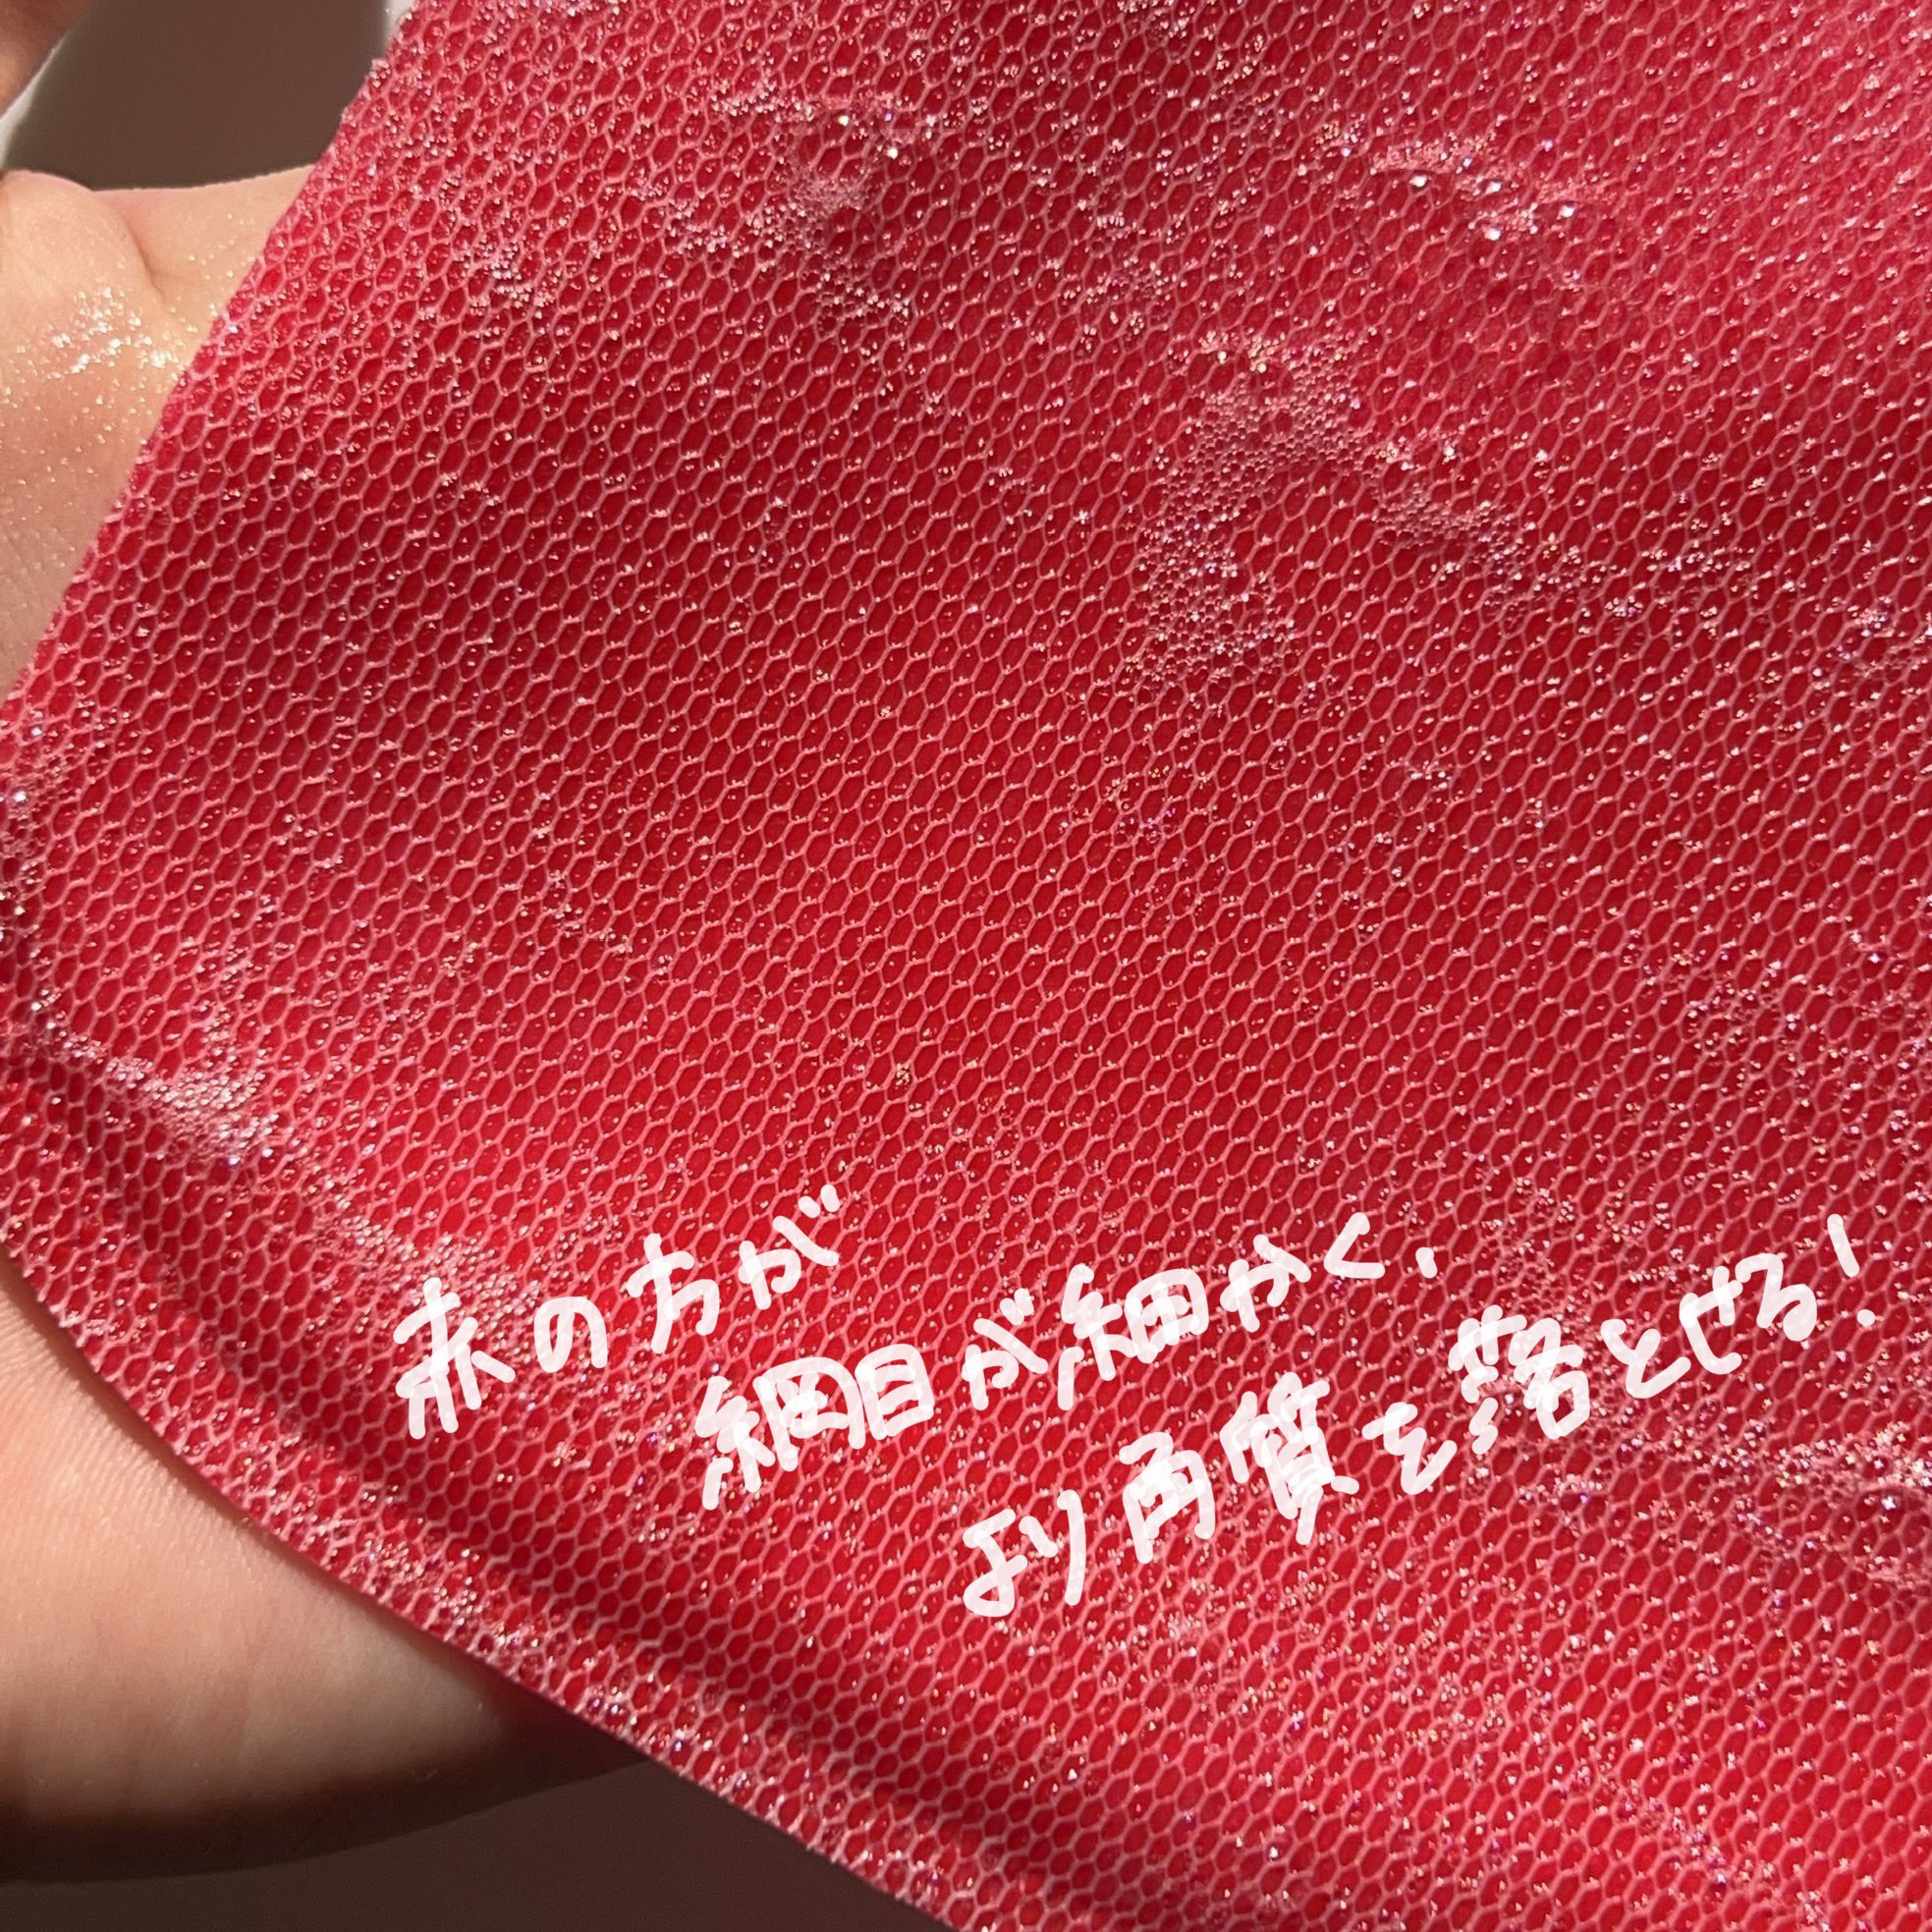 赤の方が
網目が細かく、
より角質を落とせる!